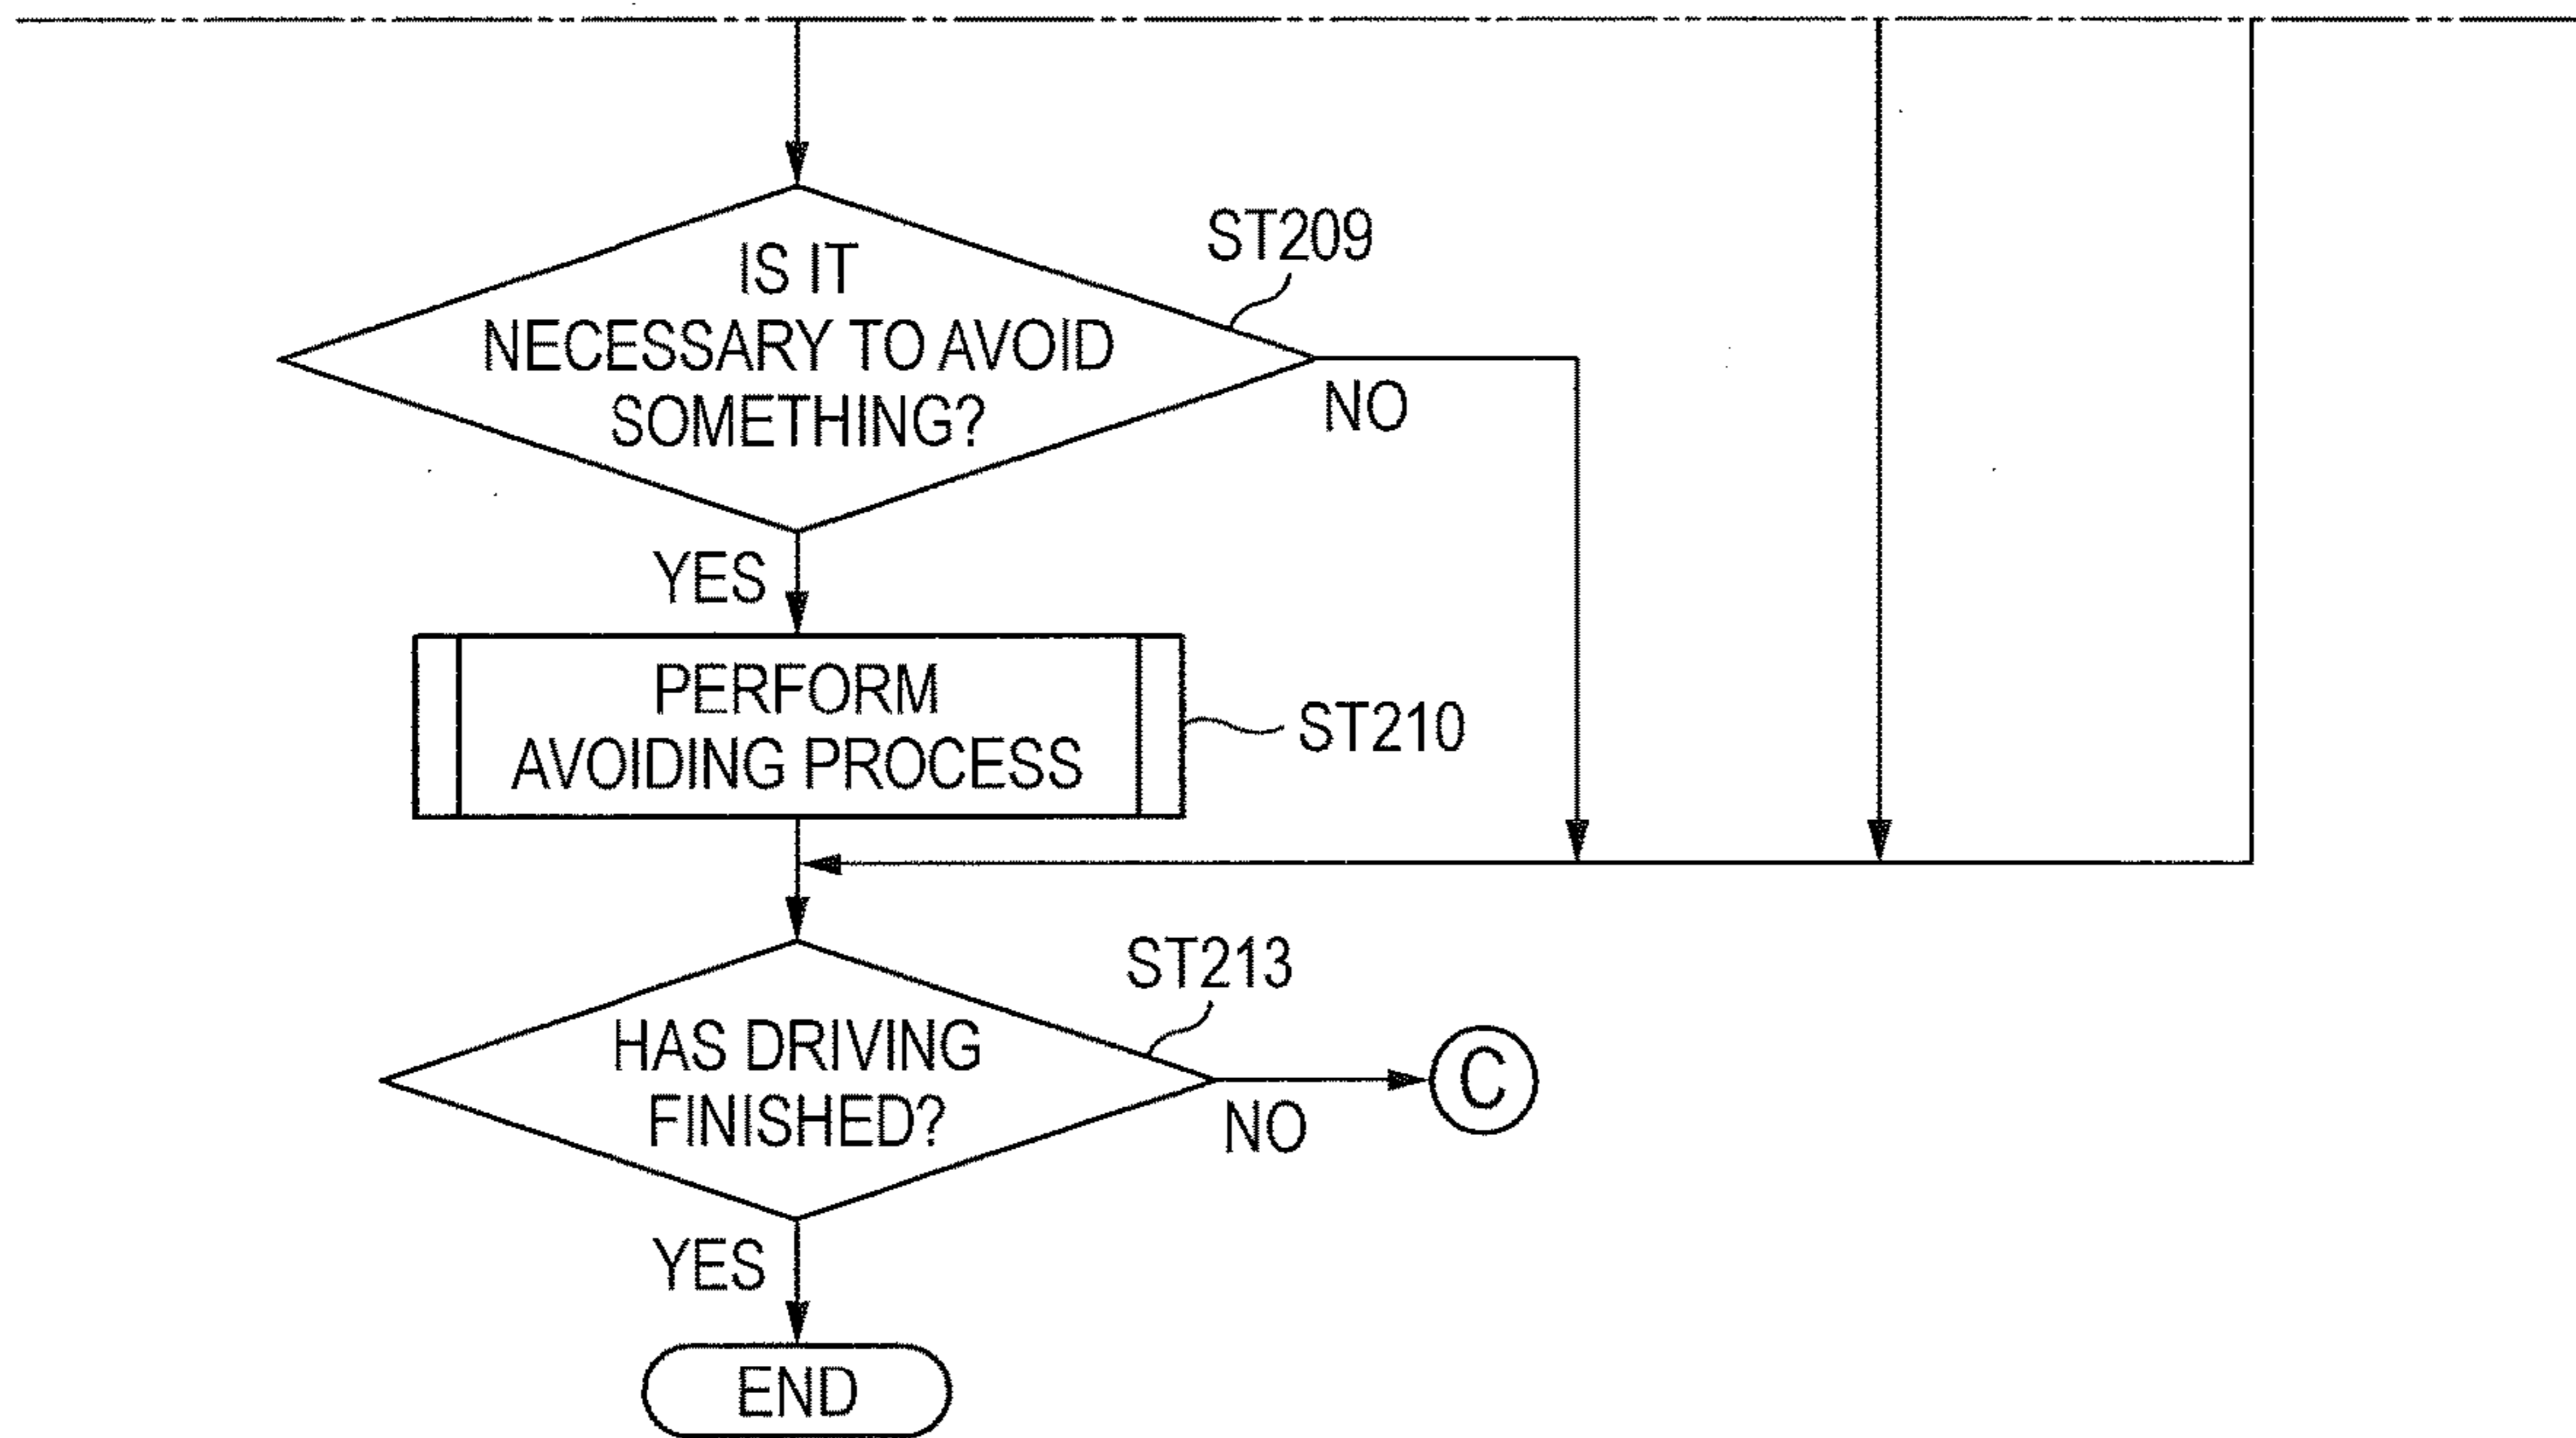 ST209
IS IT
NECESSARY TO AVOID
SOMETHING?
NO
YES
PERFORM
AVOIDING PROCESS
ST210
ST213
HAS DRIVING
FINISHED?
NO
C
YES
END